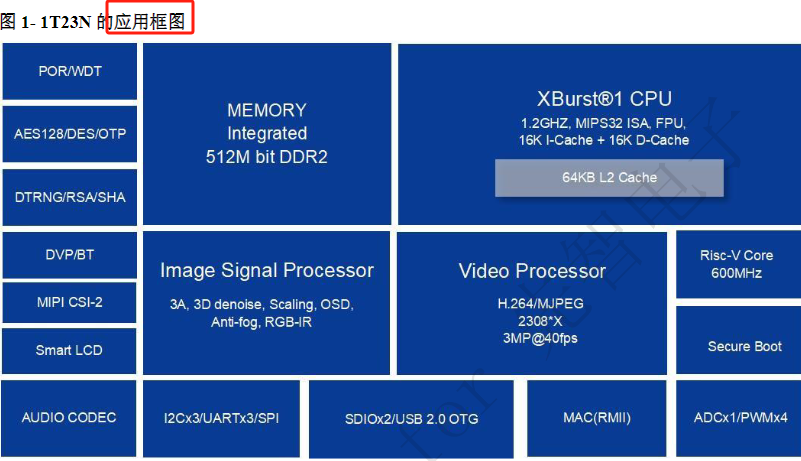 图 1- 1T23N 的应用框图
POR/WDT
AES128/DES/OTP
DTRNG/RSA/SHA
MEMORY
Integrated
512M bit DDR2
XBurst®1 CPU
1.2GHZ, MIPS32 ISA, FPU,
16K I-Cache + 16K D-Cache
64KB L2 Cache
DVP/BT
MIPI CSI-2
Smart LCD
Image Signal Processor
3A, 3D denoise, Scaling, OSD,
Anti-fog, RGB-IR
Video Processor
H.264/MJPEG
2308*X
3MP@40fps
Risc-V Core
600MHz
Secure Boot
AUDIO CODEC
I2Cx3/UARTx3/SPI
SDIOx2/USB 2.0 OTG
MAC(RMII)
ADCx1/PWMx4
for
智电子